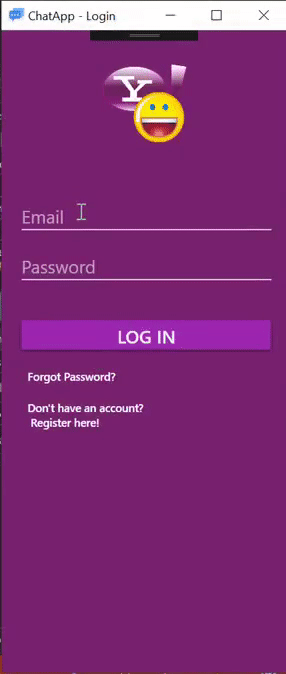 ChatApp - Login
Y!
Email
Password
LOG IN
Forgot Password?
Don't have an account?
Register here!